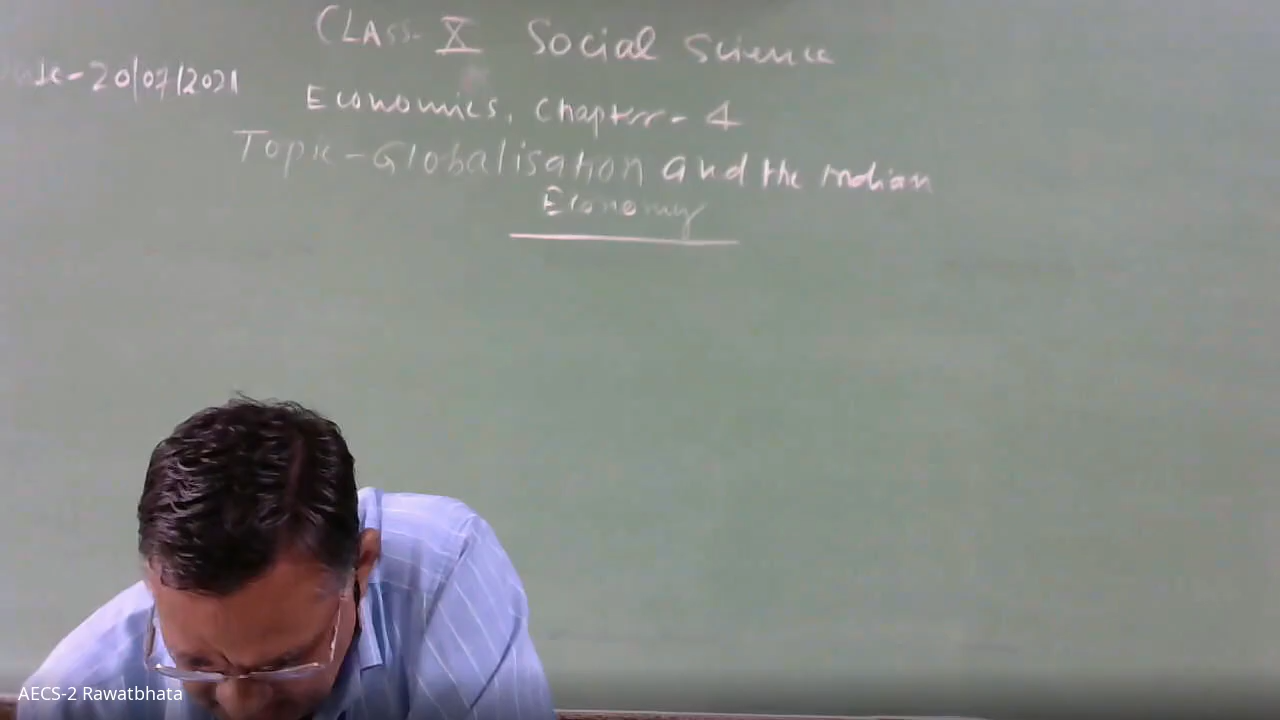 CLASS- X Social Science
Date-20/07/2021
Economics, Chapter- 4
Topic-Globalisation and the Indian
Economy
AECS-2 Rawatbhata